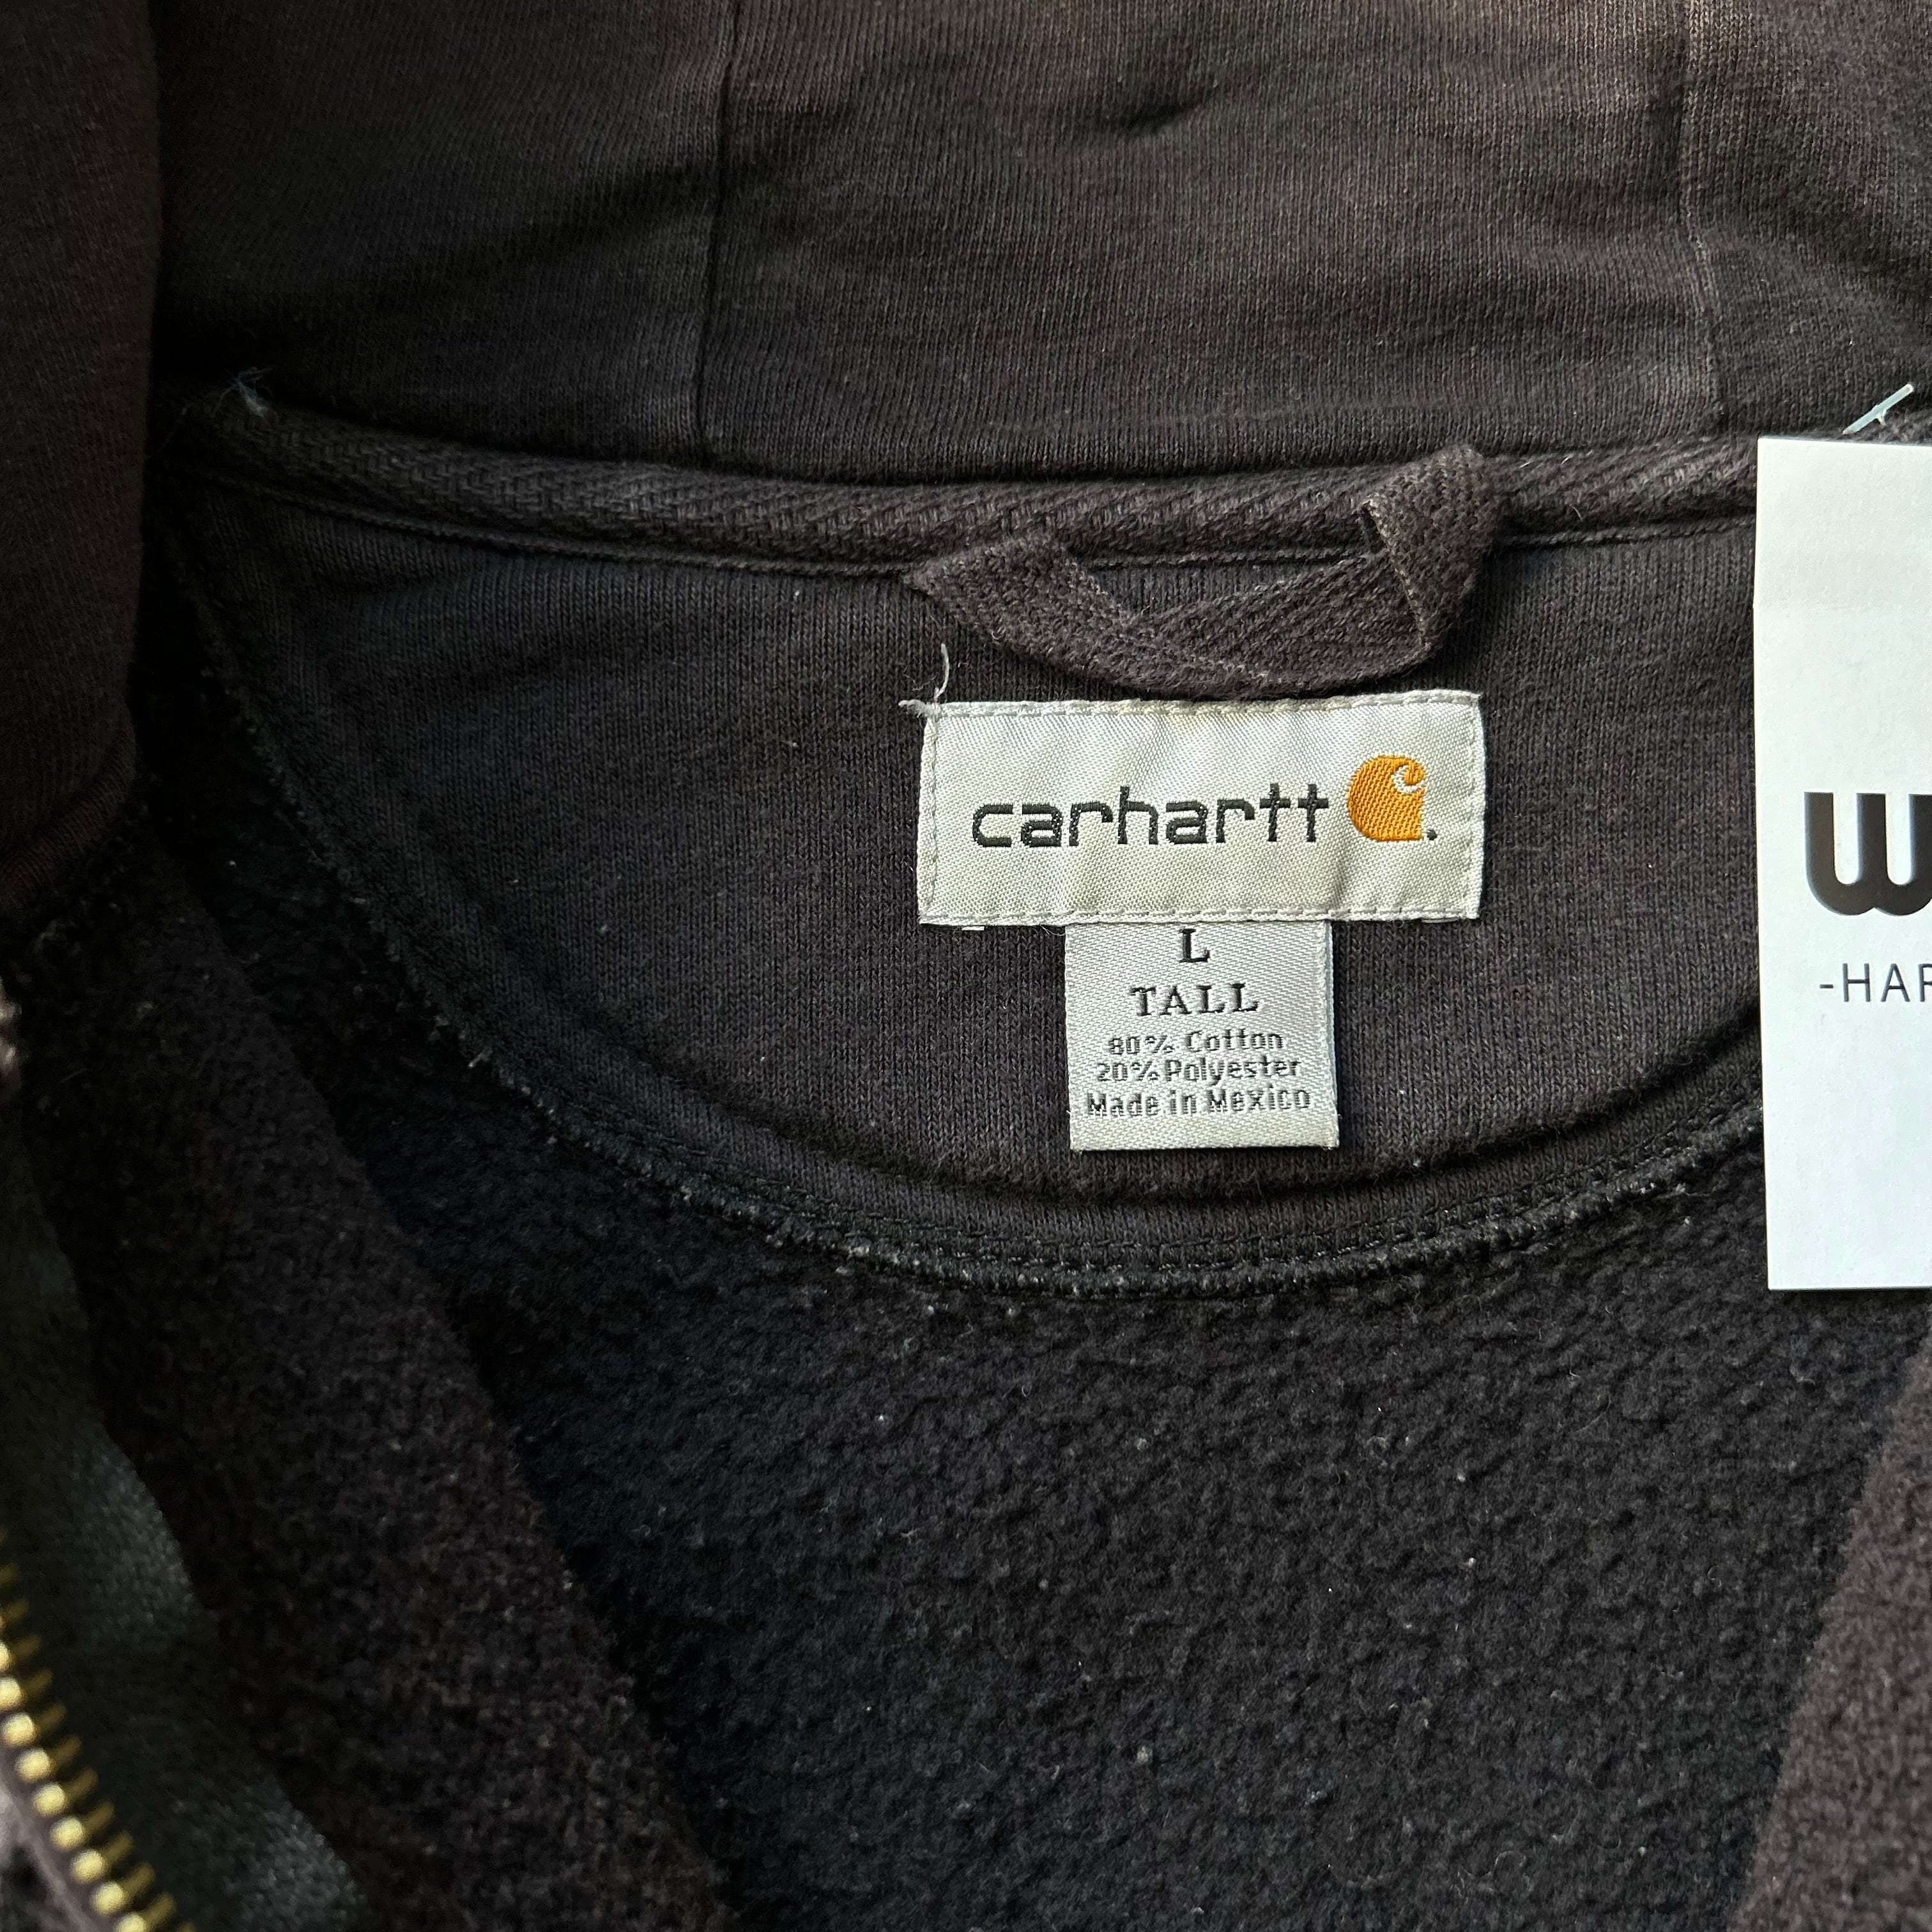 carhartt
L
TALL
80% Cotton
20% Polyester
Made in Mexico
W
-HAR